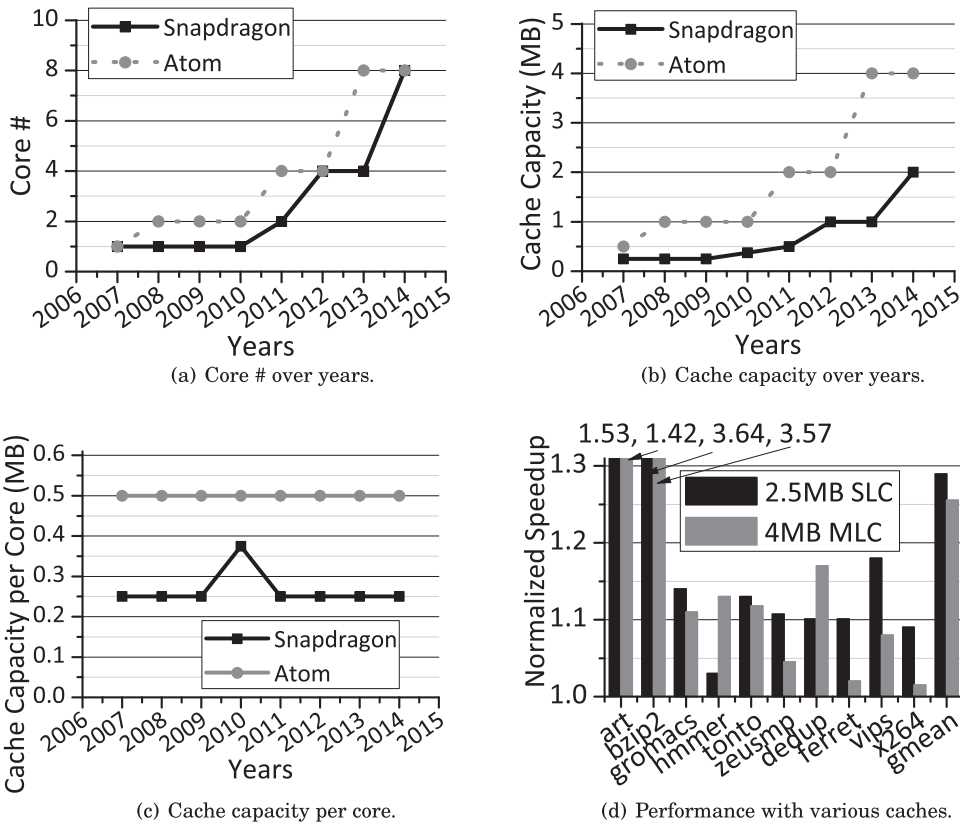 10
8
6
4
2
0
Core #
Snapdragon
Atom
2006
2007
2008
2009
2010
2011
2012
2013
2014
2015
Years
(a) Core # over years.
5
4
3
2
1
0
Cache Capacity (MB)
Snapdragon
Atom
2006
2007
2008
2009
2010
2011
2012
2013
2014
2015
Years
(b) Cache capacity over years.
0.6
0.5
0.4
0.3
0.2
0.1
0.0
Cache Capacity per Core (MB)
Snapdragon
Atom
2006
2007
2008
2009
2010
2011
2012
2013
2014
2015
Years
(c) Cache capacity per core.
1.53, 1.42, 3.64, 3.57
1.3
1.2
1.1
1.0
Normalized Speedup
2.5MB SLC
4MB MLC
art
bzip2
gromacs
hmmer
tonto
zeusmp
dedup
ferret
vips
x264
gmean
(d) Performance with various caches.